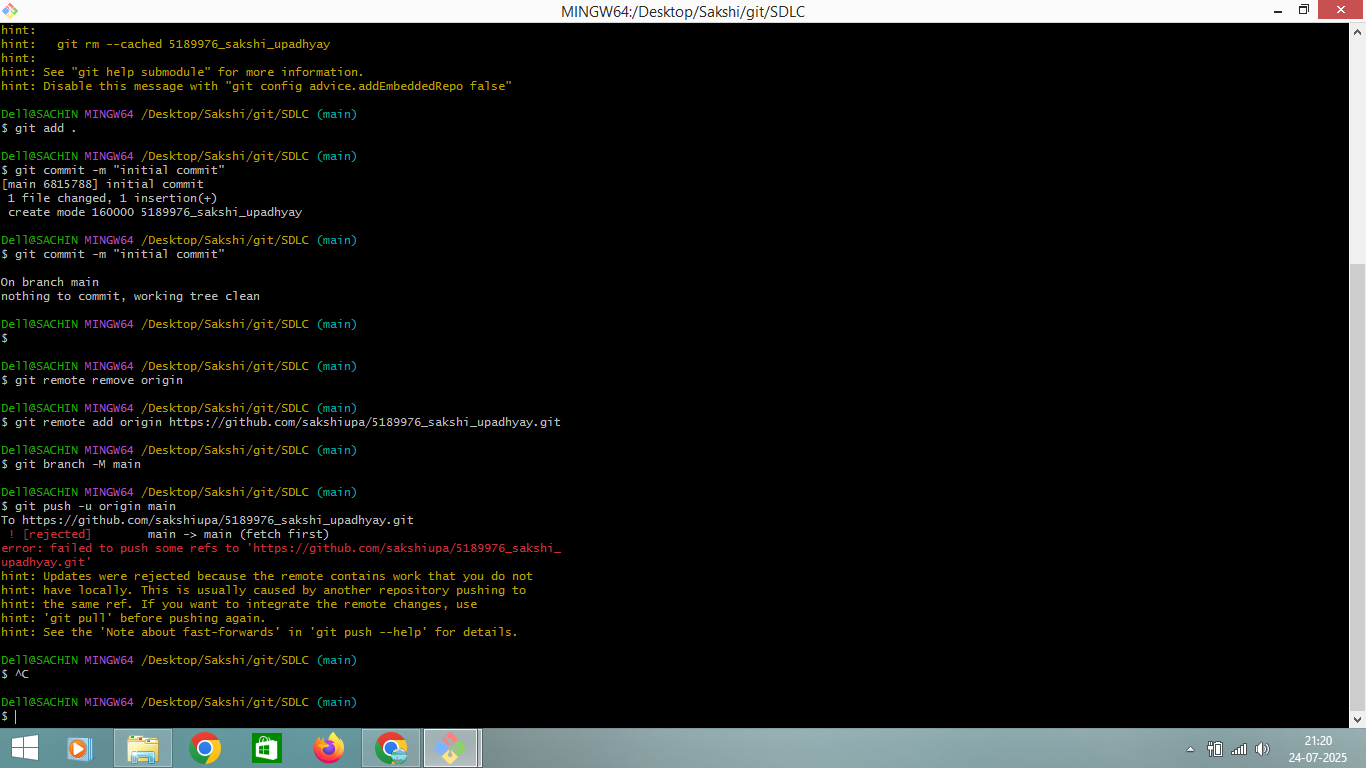 MINGW64:/Desktop/Sakshi/git/SDLC
hint:
hint:   git rm --cached 5189976_sakshi_upadhyay
hint:
hint: See "git help submodule" for more information.
hint: Disable this message with "git config advice.addEmbeddedRepo false"
Dell@SACHIN MINGW64 /Desktop/Sakshi/git/SDLC (main)
$ git add .
Dell@SACHIN MINGW64 /Desktop/Sakshi/git/SDLC (main)
$ git commit -m "initial commit"
[main 6815788] initial commit
 1 file changed, 1 insertion(+)
 create mode 160000 5189976_sakshi_upadhyay
Dell@SACHIN MINGW64 /Desktop/Sakshi/git/SDLC (main)
$ git commit -m "initial commit"
On branch main
nothing to commit, working tree clean
Dell@SACHIN MINGW64 /Desktop/Sakshi/git/SDLC (main)
$
Dell@SACHIN MINGW64 /Desktop/Sakshi/git/SDLC (main)
$ git remote remove origin
Dell@SACHIN MINGW64 /Desktop/Sakshi/git/SDLC (main)
$ git remote add origin https://github.com/sakshiupa/5189976_sakshi_upadhyay.git
Dell@SACHIN MINGW64 /Desktop/Sakshi/git/SDLC (main)
$ git branch -M main
Dell@SACHIN MINGW64 /Desktop/Sakshi/git/SDLC (main)
$ git push -u origin main
To https://github.com/sakshiupa/5189976_sakshi_upadhyay.git
 ! [rejected]        main -> main (fetch first)
error: failed to push some refs to 'https://github.com/sakshiupa/5189976_sakshi_
upadhyay.git'
hint: Updates were rejected because the remote contains work that you do not
hint: have locally. This is usually caused by another repository pushing to
hint: the same ref. If you want to integrate the remote changes, use
hint: 'git pull' before pushing again.
hint: See the 'Note about fast-forwards' in 'git push --help' for details.
Dell@SACHIN MINGW64 /Desktop/Sakshi/git/SDLC (main)
$ ^C
Dell@SACHIN MINGW64 /Desktop/Sakshi/git/SDLC (main)
$
21:20
24-07-2025